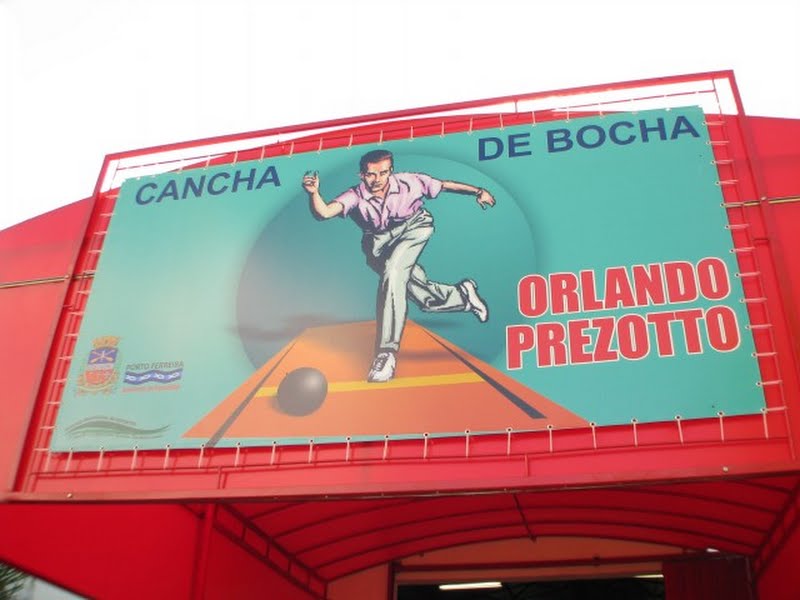 CANCHA DE BOCHA
ORLANDO
PREZOTTO
PORTO FERREIRA